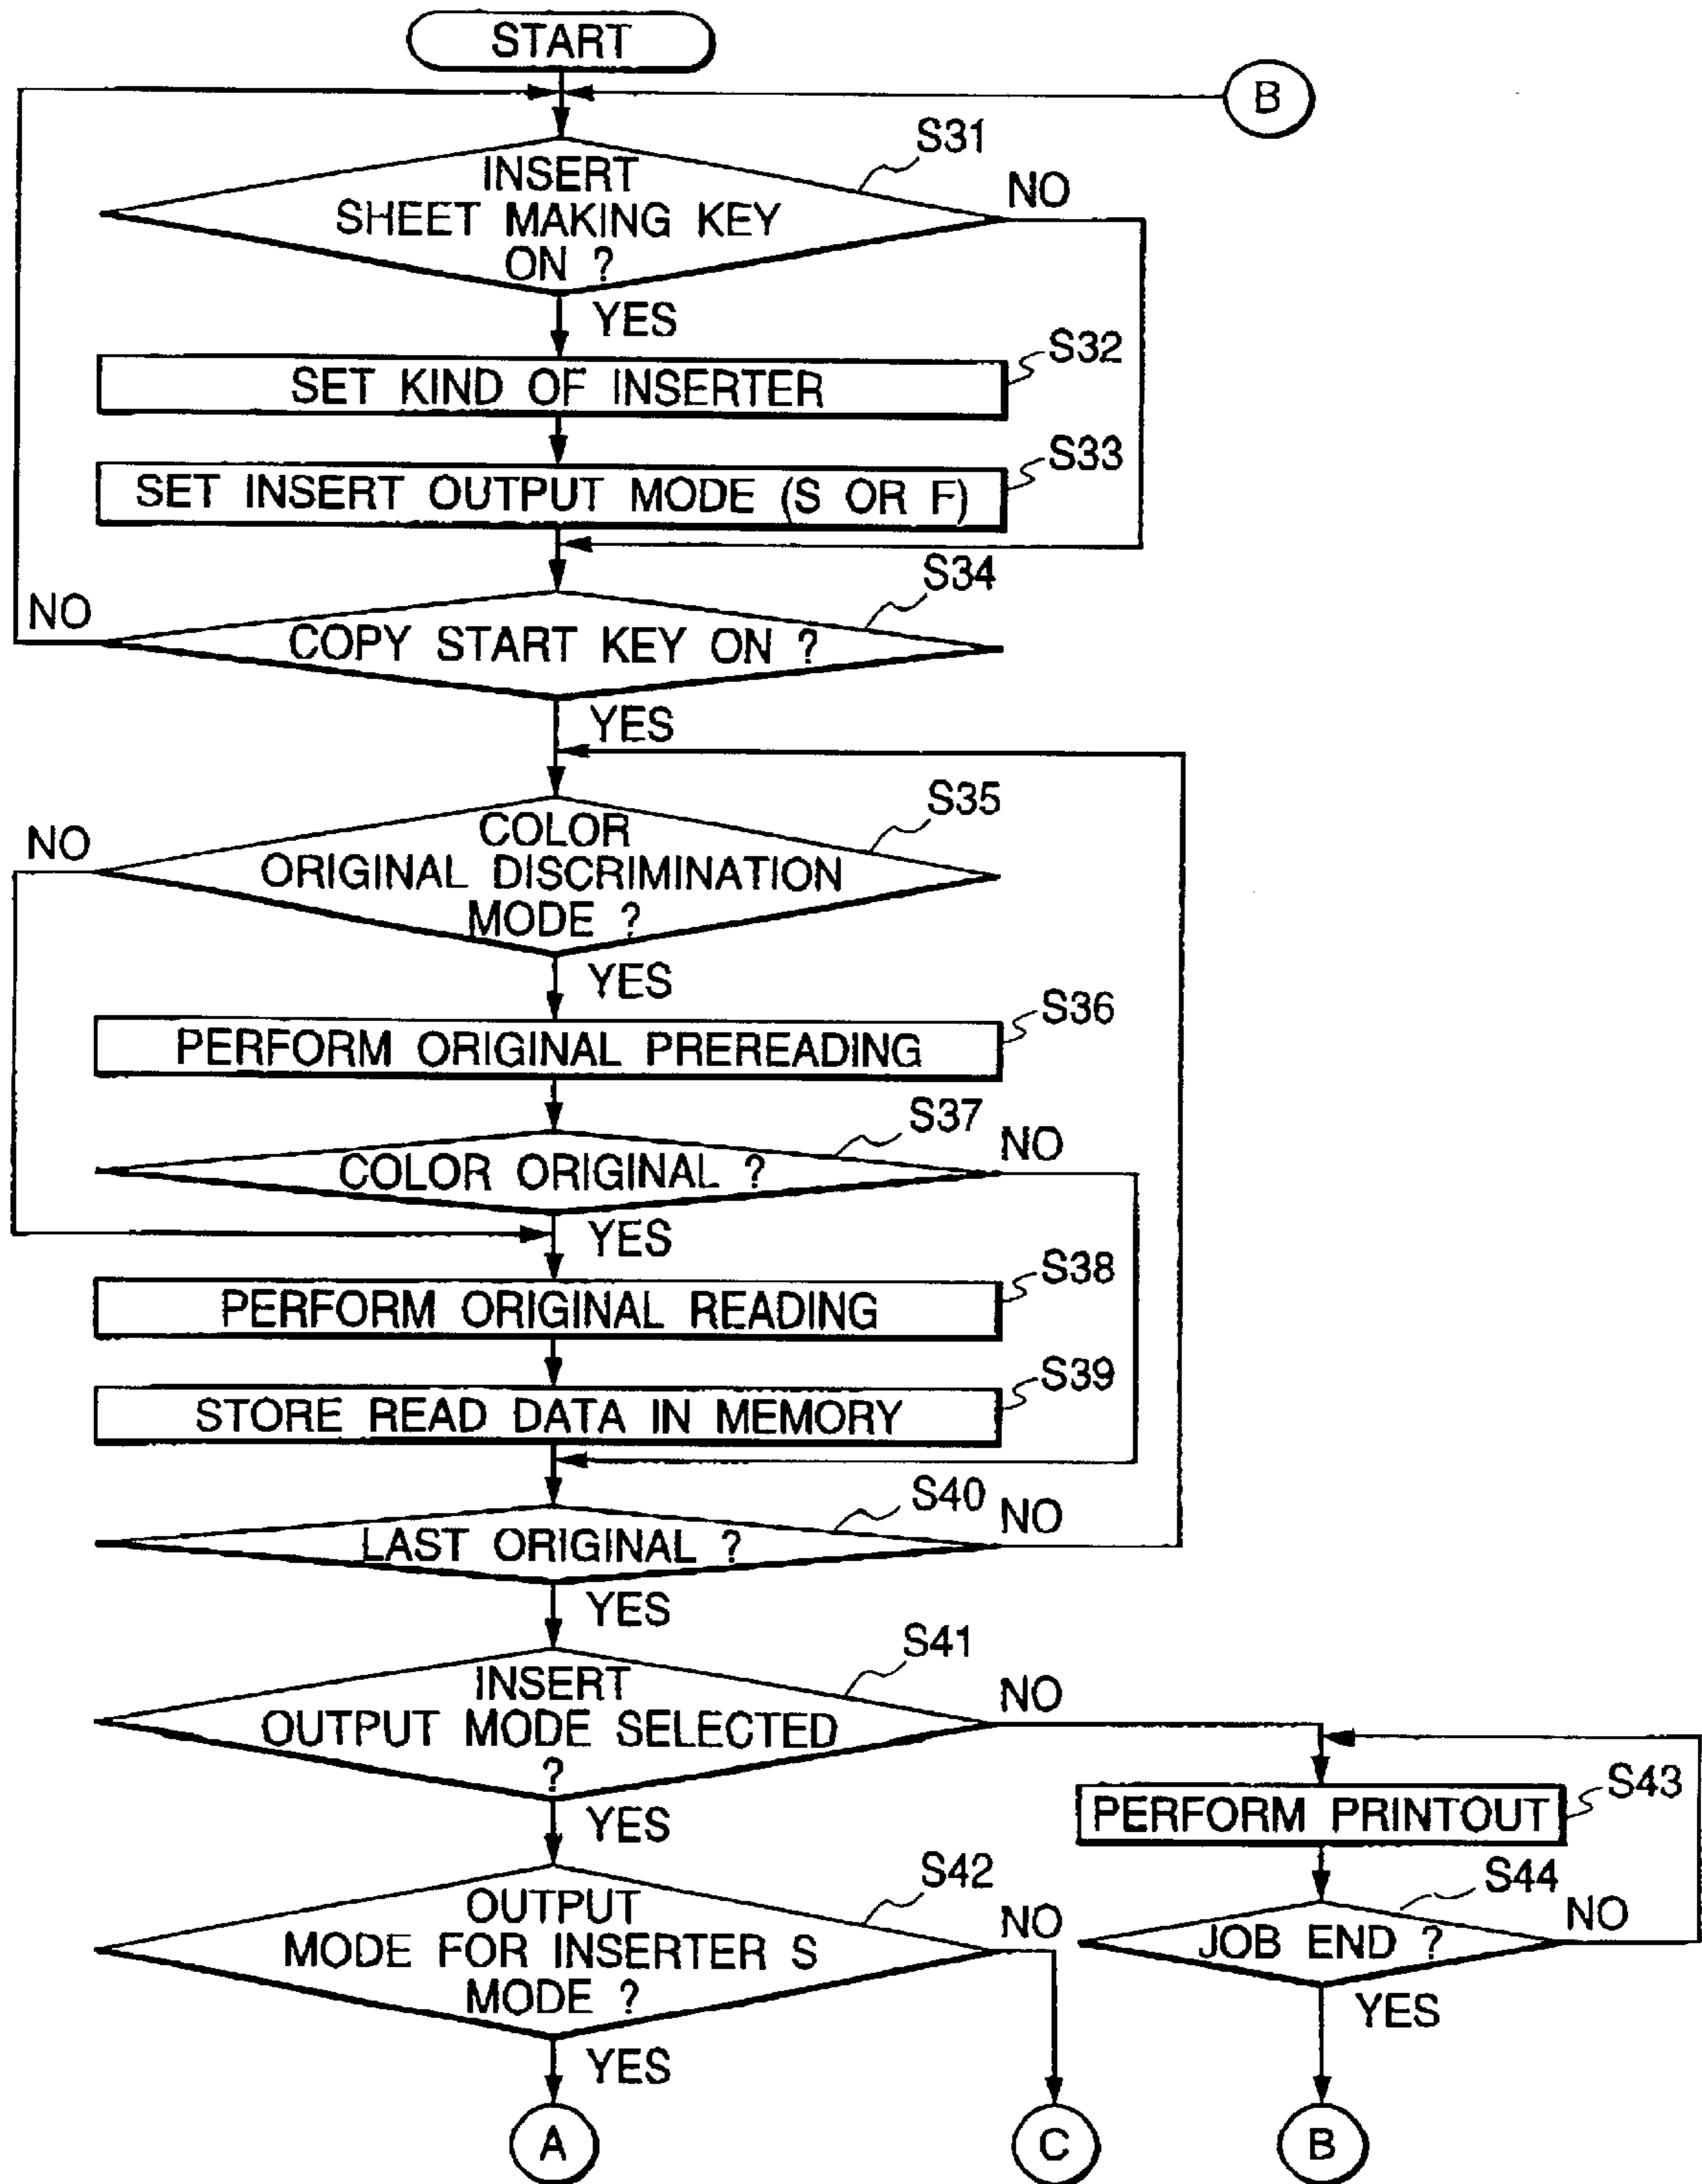 START
B
S31
INSERT
SHEET MAKING KEY
ON ?
NO
YES
S32
SET KIND OF INSERTER
S33
SET INSERT OUTPUT MODE (S OR F)
S34
NO
COPY START KEY ON ?
YES
S35
NO
COLOR
ORIGINAL DISCRIMINATION
MODE ?
YES
S36
PERFORM ORIGINAL PREREADING
S37
NO
COLOR ORIGINAL ?
YES
S38
PERFORM ORIGINAL READING
S39
STORE READ DATA IN MEMORY
S40
NO
LAST ORIGINAL ?
YES
S41
INSERT
OUTPUT MODE SELECTED
?
NO
YES
S43
PERFORM PRINTOUT
S42
OUTPUT
MODE FOR INSERTER S
MODE ?
NO
YES
S44
NO
JOB END ?
YES
A
C
B